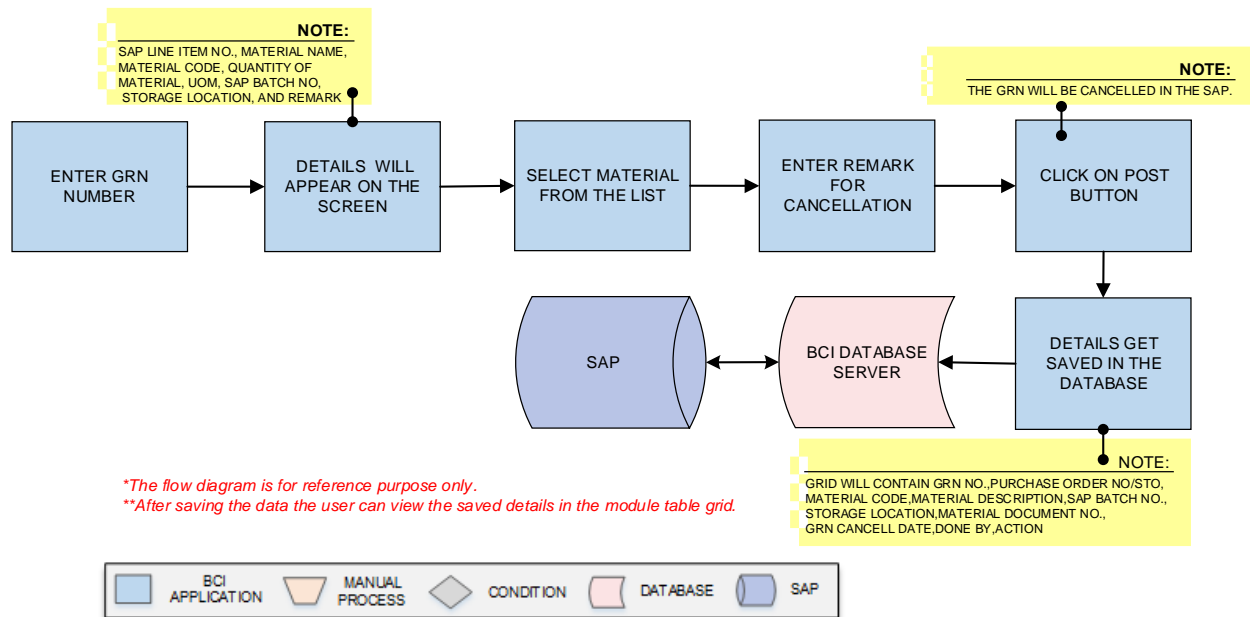 NOTE:
SAP LINE ITEM NO., MATERIAL NAME,
MATERIAL CODE, QUANTITY OF
MATERIAL, UOM, SAP BATCH NO,
STORAGE LOCATION, AND REMARK
NOTE:
THE GRN WILL BE CANCELLED IN THE SAP.
ENTER GRN
NUMBER
DETAILS WILL
APPEAR ON THE
SCREEN
SELECT MATERIAL
FROM THE LIST
ENTER REMARK
FOR
CANCELLATION
CLICK ON POST
BUTTON
SAP
BCI DATABASE
SERVER
DETAILS GET
SAVED IN THE
DATABASE
NOTE:
GRID WILL CONTAIN GRN NO.,PURCHASE ORDER NO/STO,
MATERIAL CODE,MATERIAL DESCRIPTION,SAP BATCH NO.,
STORAGE LOCATION,MATERIAL DOCUMENT NO.,
GRN CANCELL DATE,DONE BY,ACTION
*The flow diagram is for reference purpose only.
**After saving the data the user can view the saved details in the module table grid.
BCI
APPLICATION
MANUAL
PROCESS
CONDITION
DATABASE
SAP